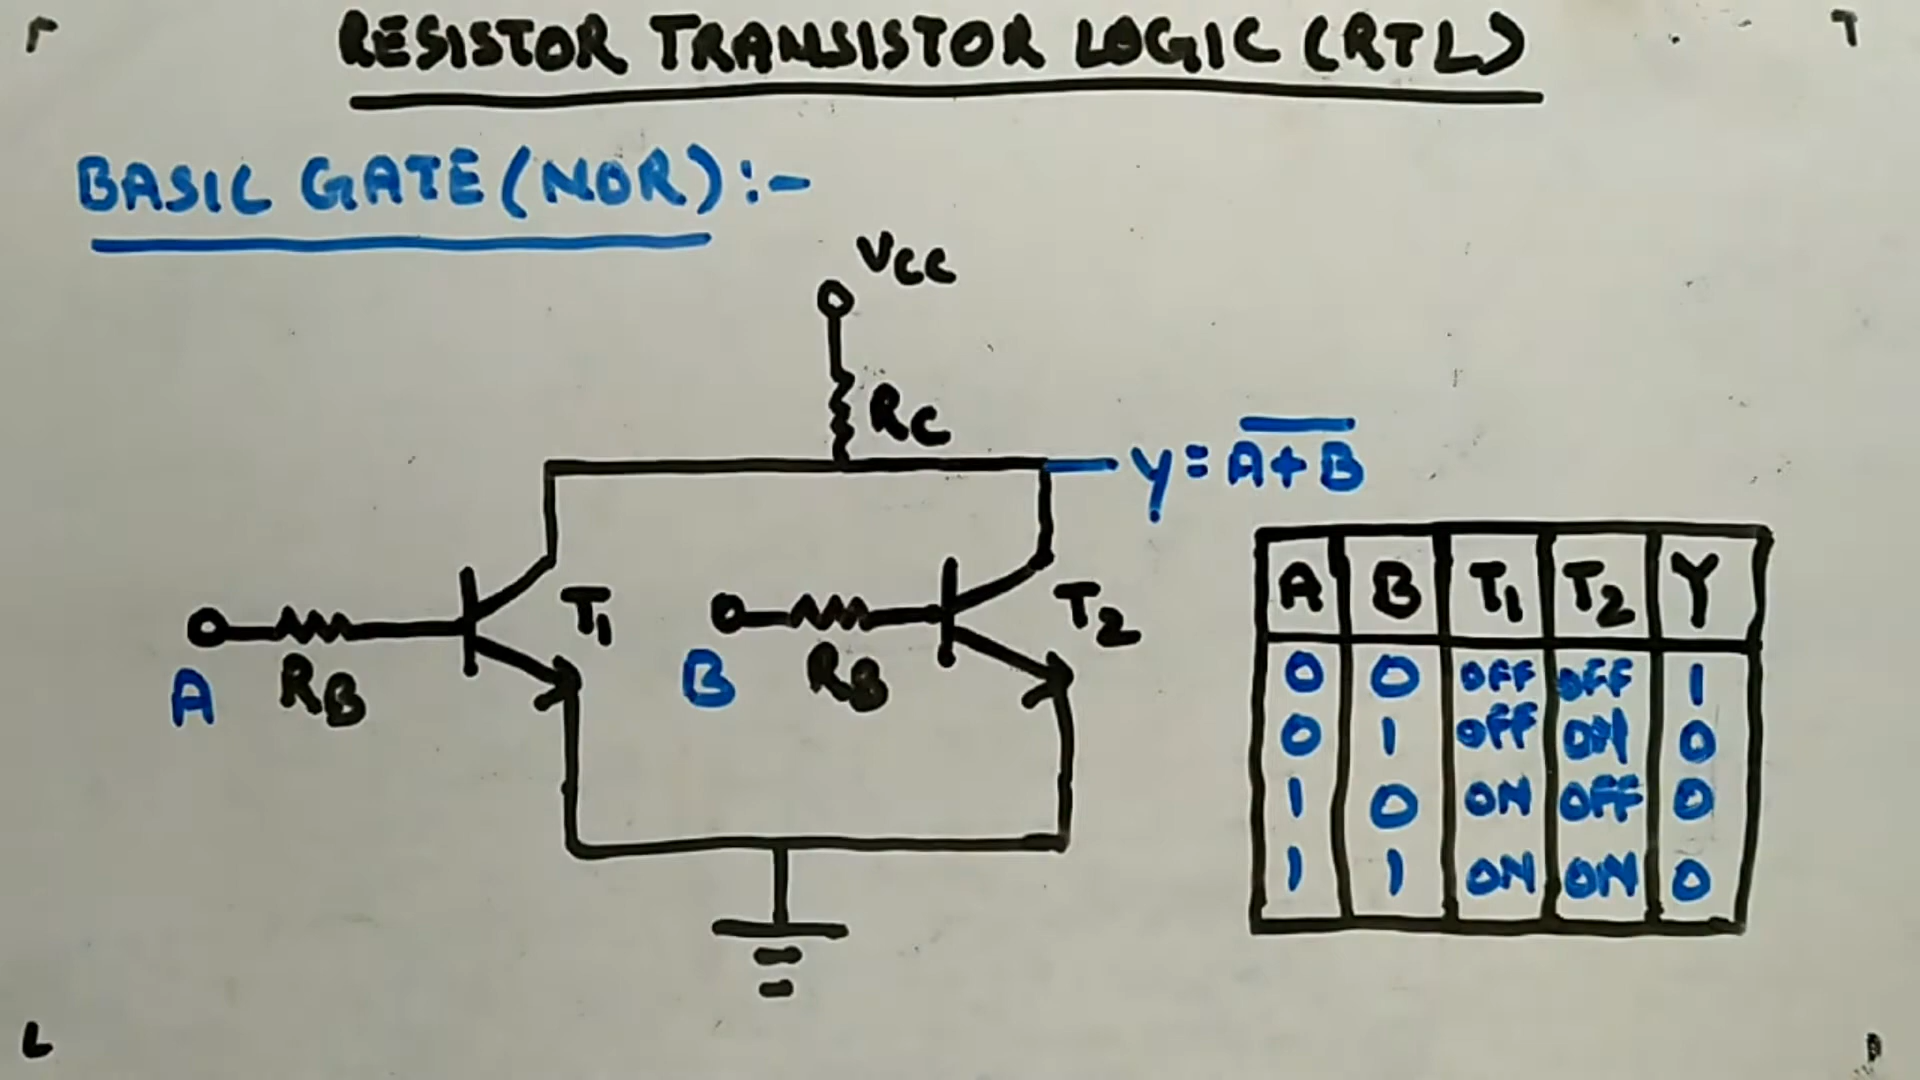 RESISTOR TRANSISTOR LOGIC (RTL)
BASIC GATE (NOR):-
VCC
RC
Y = A+B
A
RB
T1
B
RB
T2
A B T1 T2 Y
0 0 OFF OFF 1
0 1 OFF ON 0
1 0 ON OFF 0
1 1 ON ON 0